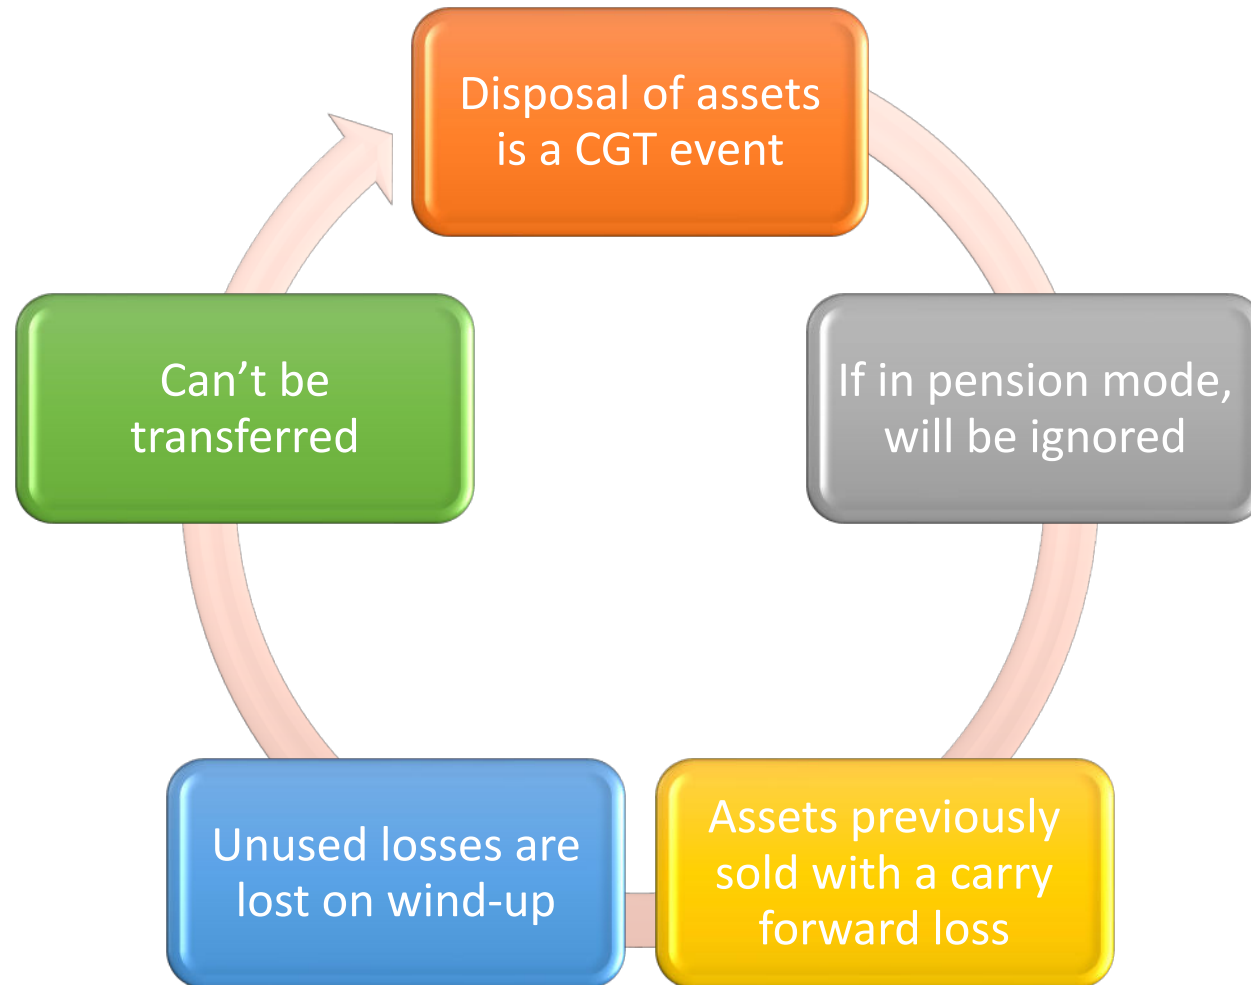 Disposal of assets
is a CGT event
If in pension mode,
will be ignored
Assets previously
sold with a carry
forward loss
Unused losses are
lost on wind-up
Can’t be
transferred